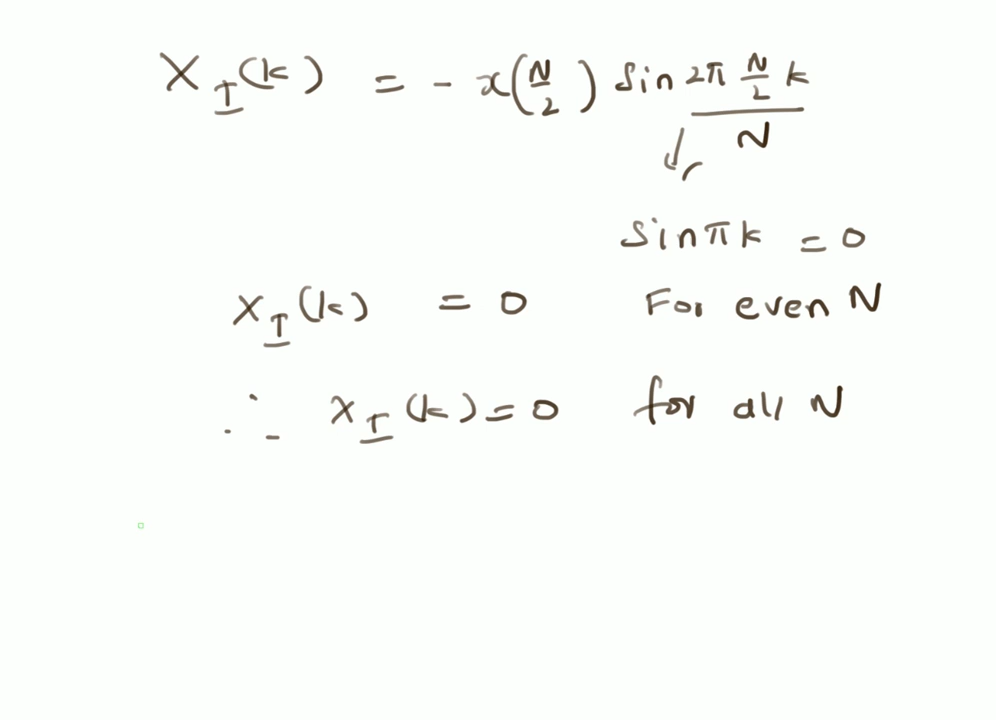 X_I(k) = - x(N/2) sin 2π N/2 k / N
sin πk = 0
X_I(k) = 0 For even N
∴ X_I(k) = 0 for all N